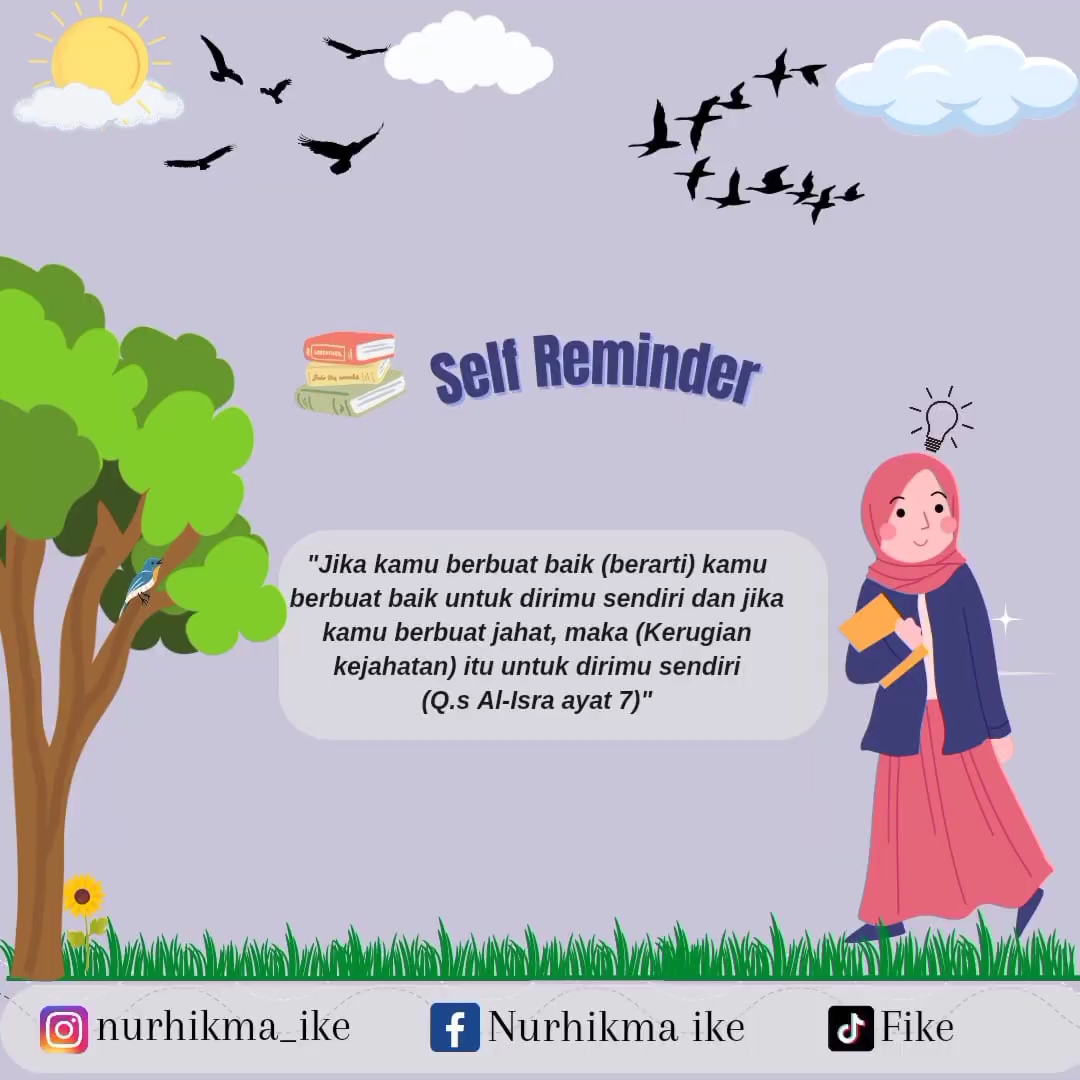 Self Reminder
"Jika kamu berbuat baik (berarti) kamu
berbuat baik untuk dirimu sendiri dan jika
kamu berbuat jahat, maka (Kerugian
kejahatan) itu untuk dirimu sendiri
(Q.s Al-Isra ayat 7)"
nurhikma_ike
Nurhikma ike
Fike